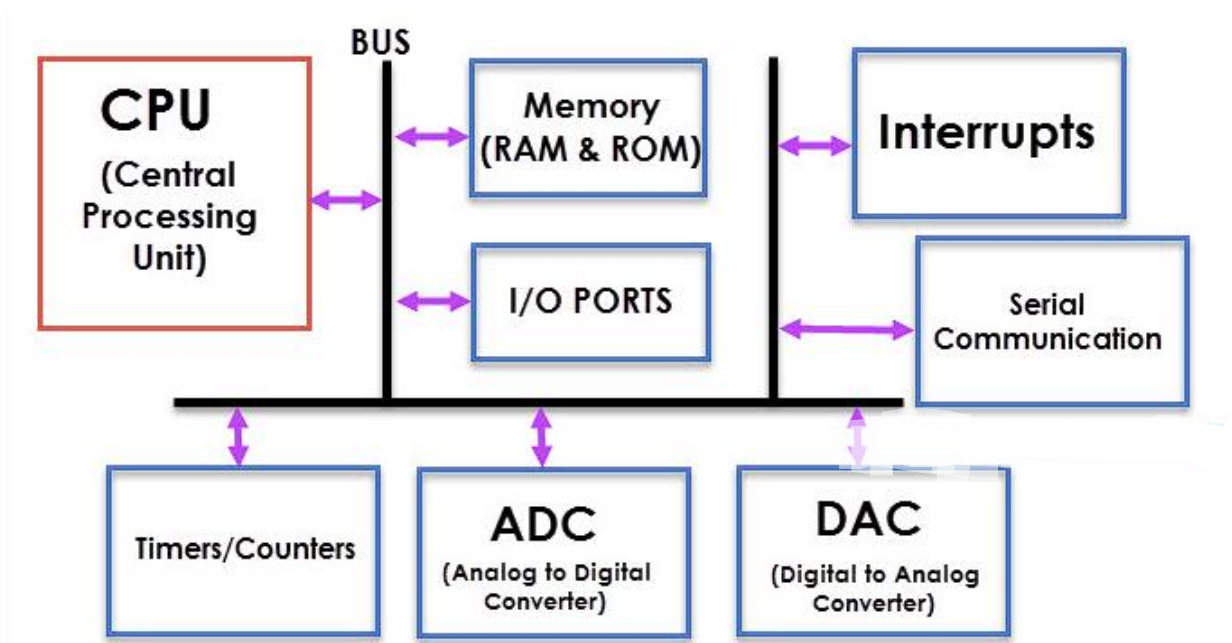 BUS
CPU
(Central
Processing
Unit)
Memory
(RAM & ROM)
I/O PORTS
Interrupts
Serial
Communication
Timers/Counters
ADC
(Analog to Digital
Converter)
DAC
(Digital to Analog
Converter)